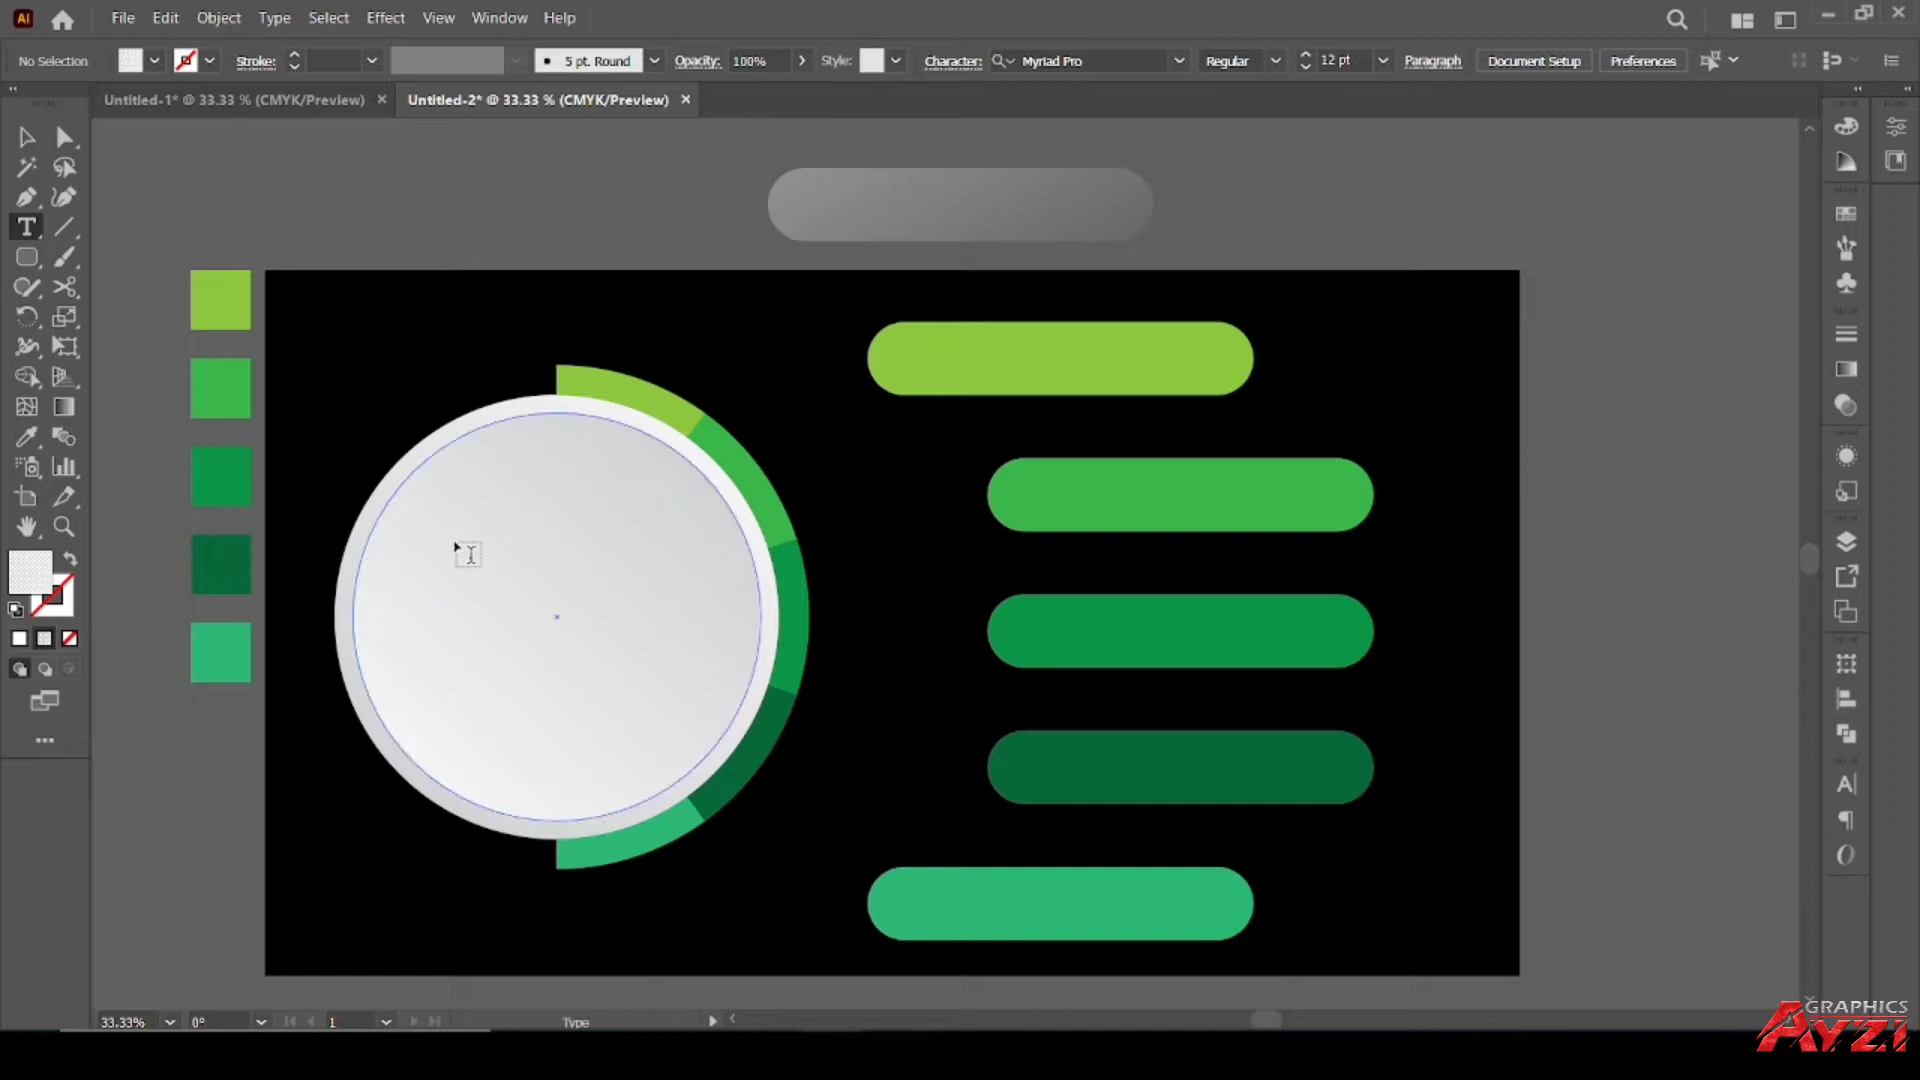 Ai File Edit Object Type Select Effect View Window Help
No Selection Stroke: 5 pt. Round Opacity: 100% Style: Character: Myriad Pro Regular 12 pt Paragraph Document Setup Preferences
Untitled-1* @ 33.33 % (CMYK/Preview) Untitled-2* @ 33.33 % (CMYK/Preview)
33.33% 0° 1 Type
GRAPHICS
AYZI